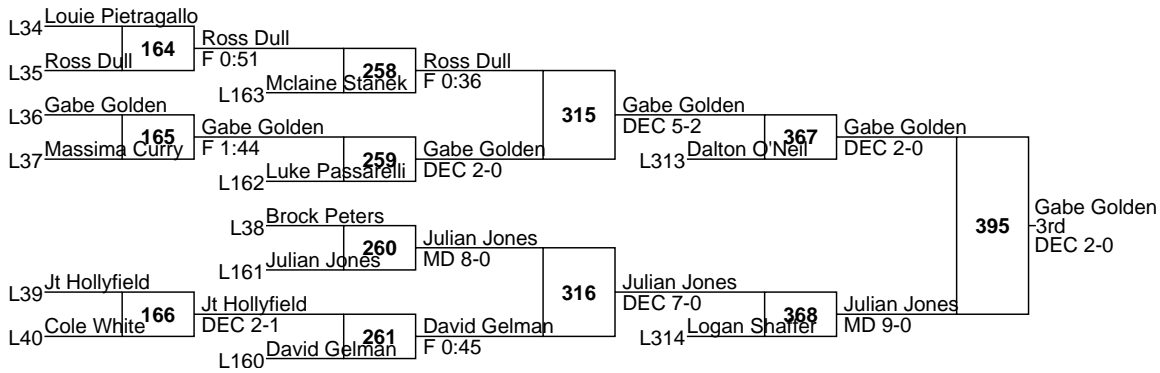 Louie Pietragallo
L34
164
Ross Dull
F 0:51
L35
Ross Dull
258
Ross Dull
F 0:36
L163
Mclaine Stanek
L36
Gabe Golden
165
Gabe Golden
F 1:44
L37
Massima Curry
259
Gabe Golden
DEC 2-0
L162
Luke Passarelli
315
Gabe Golden
DEC 5-2
L313
Dalton O'Neil
367
Gabe Golden
DEC 2-0
L38
Brock Peters
260
Julian Jones
MD 8-0
L161
Julian Jones
L39
Jt Hollyfield
166
Jt Hollyfield
DEC 2-1
L40
Cole White
261
David Gelman
F 0:45
L160
David Gelman
316
Julian Jones
DEC 7-0
L314
Logan Shaffer
368
Julian Jones
MD 9-0
395
Gabe Golden
3rd
DEC 2-0